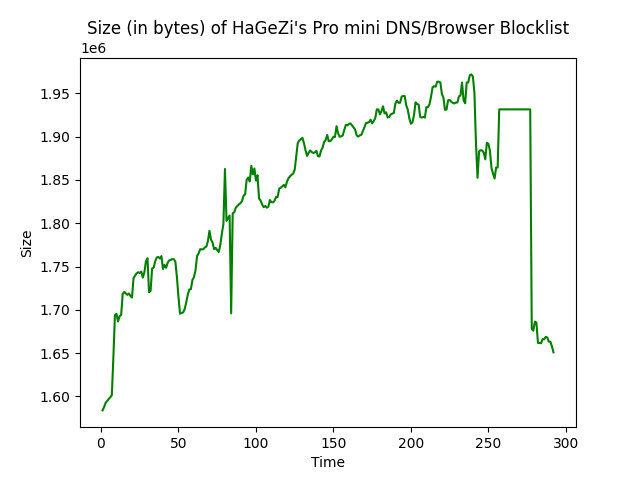 Size (in bytes) of HaGeZi's Pro mini DNS/Browser Blocklist
1e6
1.95
1.90
1.85
1.80
1.75
1.70
1.65
1.60
Size
0 50 100 150 200 250 300
Time